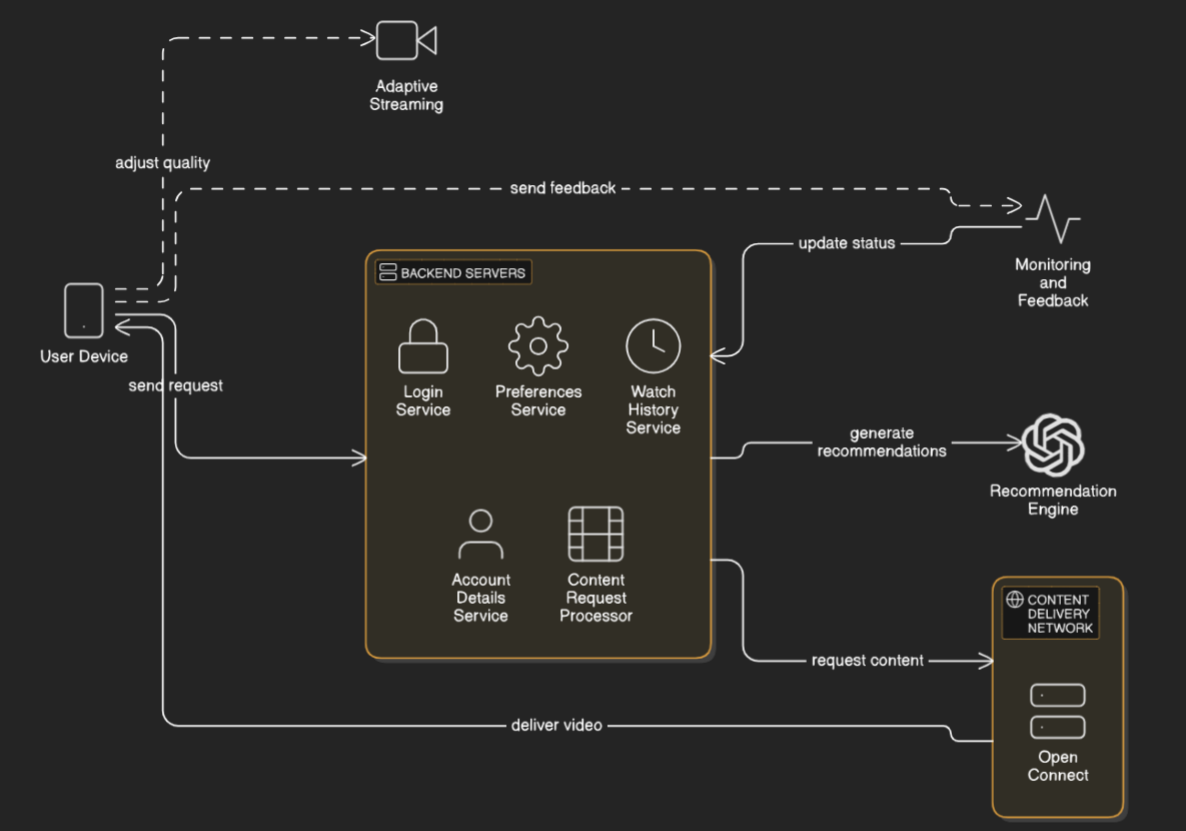 Adaptive
Streaming
adjust quality
send feedback
update status
Monitoring
and
Feedback
BACKEND SERVERS
User Device
Login
Service
Preferences
Service
Watch
History
Service
send request
generate
recommendations
Recommendation
Engine
Account
Details
Service
Content
Request
Processor
CONTENT
DELIVERY
NETWORK
request content
deliver video
Open
Connect